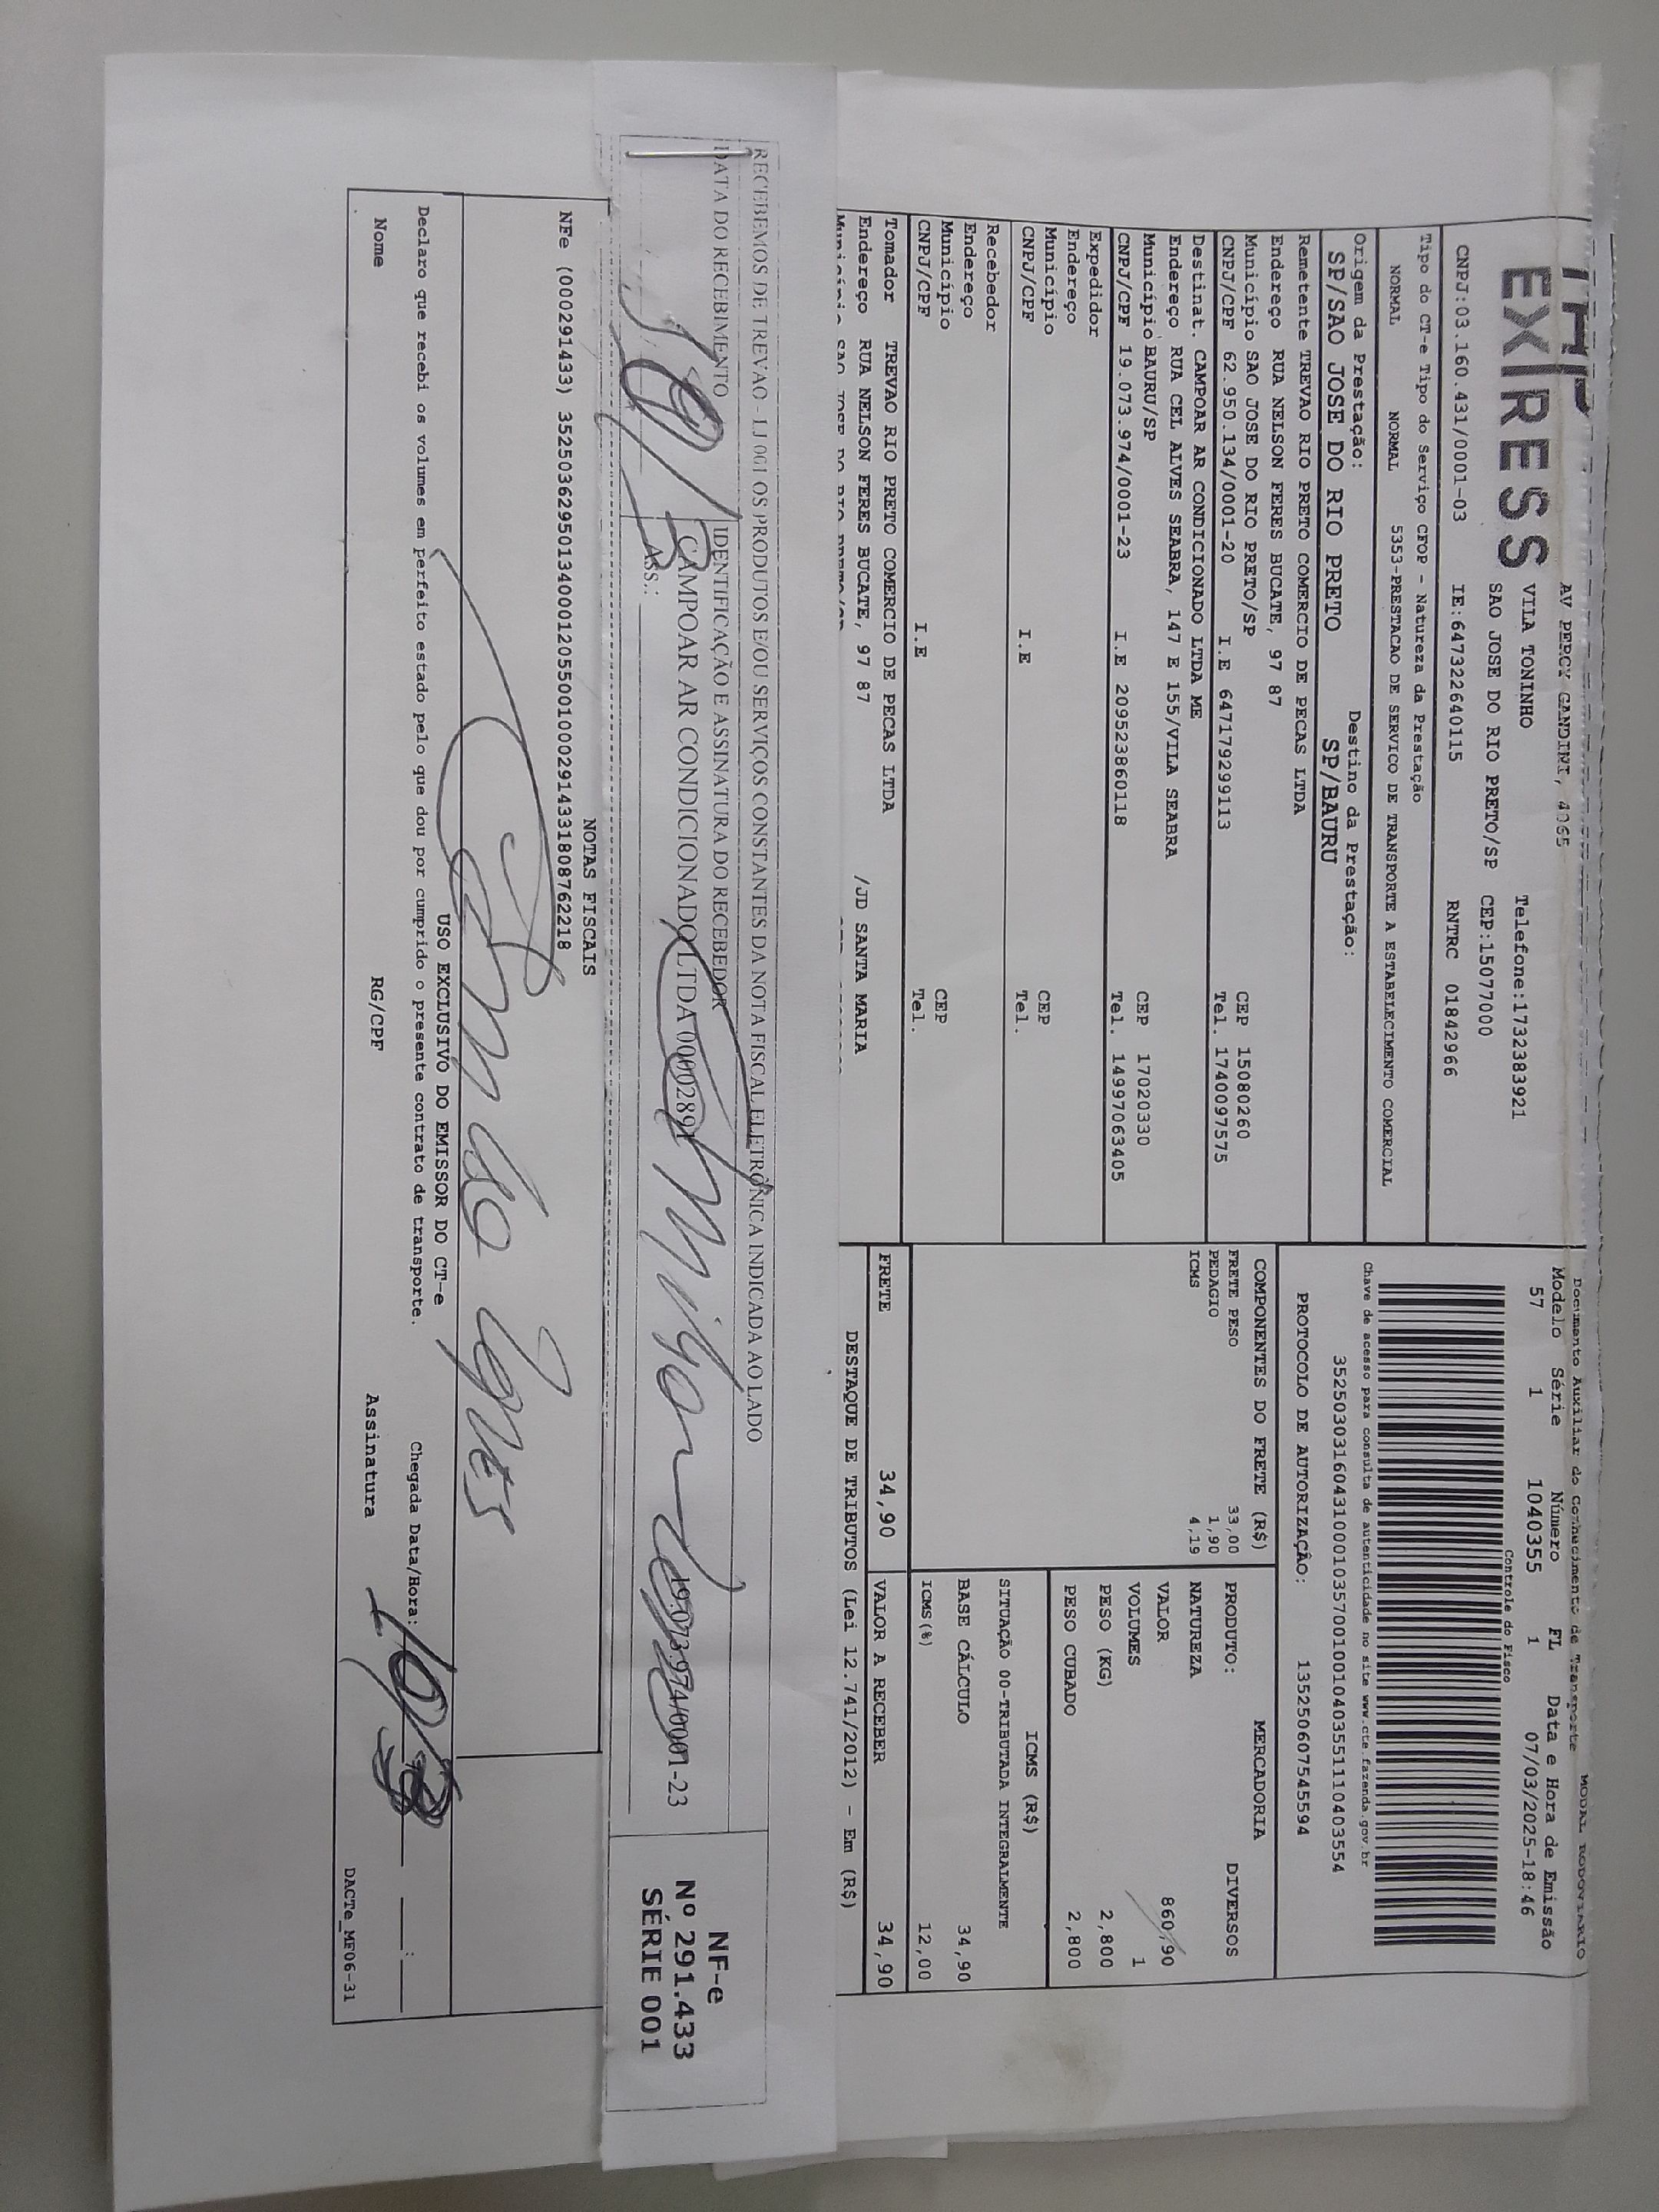 EXPRESS
AV PERCY GANDINI, 4065
VILA TONINHO Telefone:1732383921
SAO JOSE DO RIO PRETO/SP CEP:15077000
CNPJ:03.160.431/0001-03 IE:647322640115 RNTRC 01842966
Tipo do CT-e Tipo do Serviço CFOP - Natureza da Prestação
NORMAL NORMAL 5353-PRESTACAO DE SERVICO DE TRANSPORTE A ESTABELECIMENTO COMERCIAL
Origem da Prestação: Destino da Prestação:
SP/SAO JOSE DO RIO PRETO SP/BAURU
Remetente TREVAO RIO PRETO COMERCIO DE PECAS LTDA
Endereço RUA NELSON FERES BUCATE, 97 87
Município SAO JOSE DO RIO PRETO/SP CEP 15080260
CNPJ/CPF 62.950.134/0001-20 I.E 647179299113 Tel. 1740097575
Destinat. CAMPOAR AR CONDICIONADO LTDA ME
Endereço RUA CEL ALVES SEABRA, 147 E 155/VILA SEABRA
Município BAURU/SP CEP 17020330
CNPJ/CPF 19.073.974/0001-23 I.E 209523860118 Tel. 14997063405
Expedidor
Endereço
Município CEP
CNPJ/CPF I.E Tel.
Recebedor
Endereço
Município CEP
CNPJ/CPF I.E Tel.
Tomador TREVAO RIO PRETO COMERCIO DE PECAS LTDA
Endereço RUA NELSON FERES BUCATE, 97 87 /JD SANTA MARIA
Município SAO JOSE DO RIO PRETO/SP
Documento Auxiliar do Conhecimento de Transporte MODAL RODOVIARIO
Modelo Série Número FL Data e Hora de Emissão
57 1 1040355 1 07/03/2025-18:46
Controle do Fisco
Chave de acesso para consulta de autenticidade no site www.cte.fazenda.gov.br
35250303160431000103570010010403551110403554
PROTOCOLO DE AUTORIZAÇÃO: 135250607545594
COMPONENTES DO FRETE (R$)
FRETE PESO 33,00
PEDAGIO 1,90
ICMS 4,19
MERCADORIA
PRODUTO: DIVERSOS
NATUREZA
VALOR 860,90
VOLUMES 1
PESO (KG) 2,800
PESO CUBADO 2,800
ICMS (R$)
SITUAÇÃO 00-TRIBUTADA INTEGRALMENTE
BASE CÁLCULO 34,90
ICMS(%) 12,00
FRETE 34,90 VALOR A RECEBER 34,90
DESTAQUE DE TRIBUTOS (Lei 12.741/2012) - Em (R$)
RECEBEMOS DE TREVAO - LJ 061 OS PRODUTOS E/OU SERVIÇOS CONSTANTES DA NOTA FISCAL ELETRÔNICA INDICADA AO LADO
DATA DO RECEBIMENTO IDENTIFICAÇÃO E ASSINATURA DO RECEBEDOR
CAMPOAR AR CONDICIONADO LTDA 19.073.974/0001-23
ASS.:
NF-e
Nº 291.433
SÉRIE 001
NOTAS FISCAIS
NFe (000291433) 35250362950134000120550010002914331808762218
USO EXCLUSIVO DO EMISSOR DO CT-e
Declaro que recebi os volumes em perfeito estado pelo que dou por cumprido o presente contrato de transporte. Chegada Data/Hora:
Nome RG/CPF Assinatura
DACTe_MF06-31